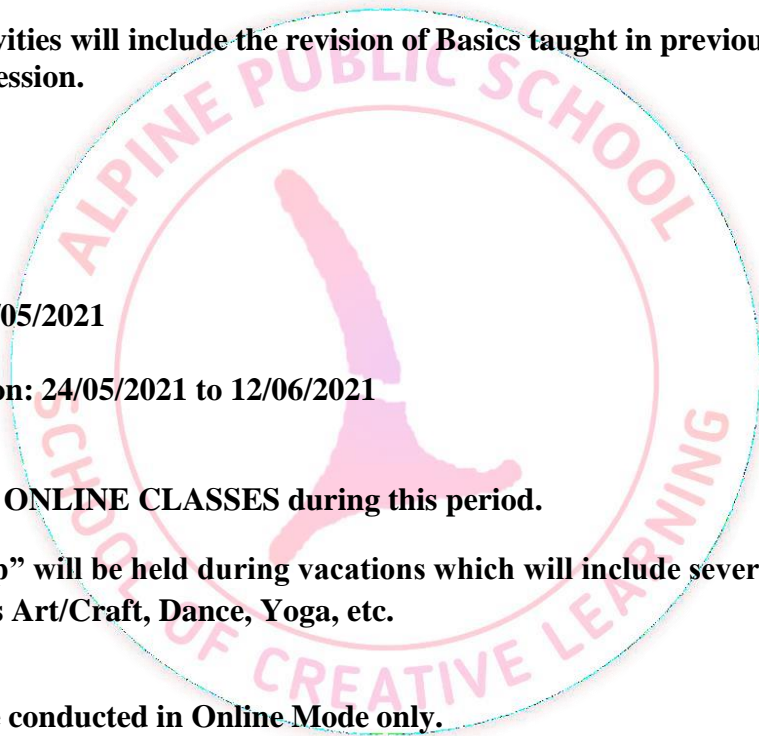 vities will include the revision of Basics taught in previou
ession.
ALPINE PUBLIC SCHOOL
/05/2021
on: 24/05/2021 to 12/06/2021
ONLINE CLASSES during this period.
p” will be held during vacations which will include sever
s Art/Craft, Dance, Yoga, etc.
SCHOOL OF CREATIVE LEARNING
e conducted in Online Mode only.